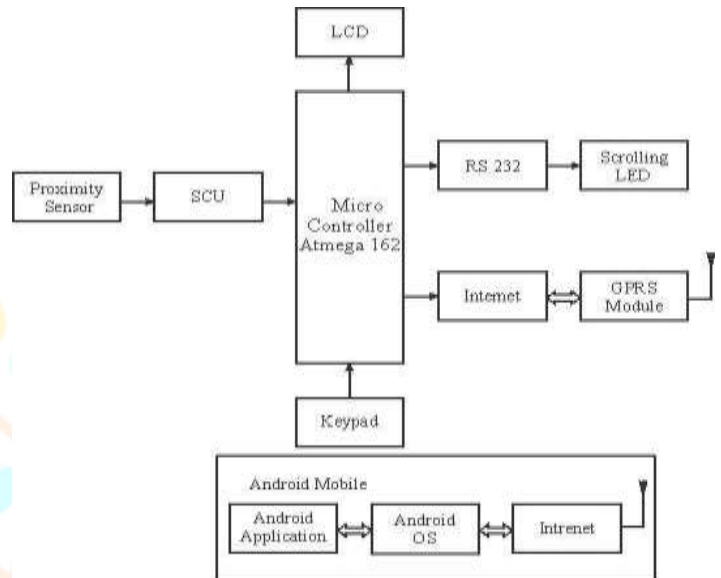 LCD
Proximity
Sensor
SCU
Micro
Controller
Atmega 162
RS 232
Scrolling
LED
Internet
GPRS
Module
Keypad
Android Mobile
Android
Application
Android
OS
Intrenet